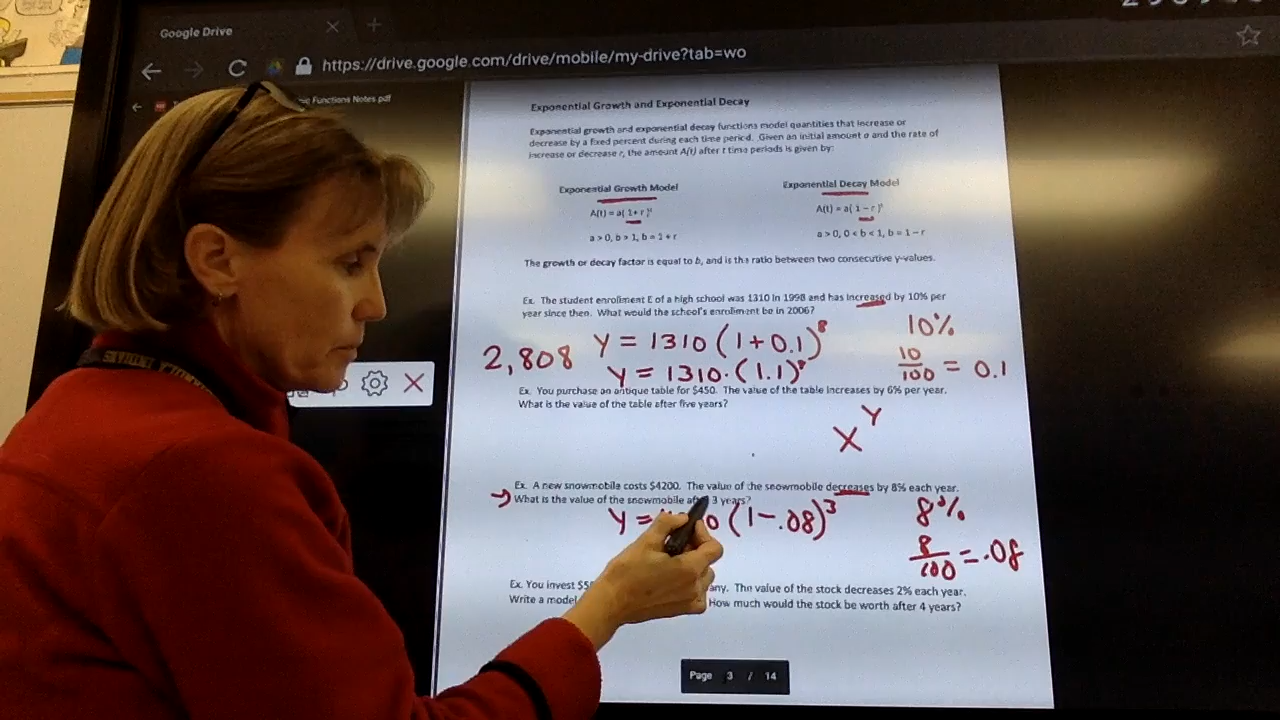 Google Drive
https://drive.google.com/drive/mobile/my-drive?tab=wo
Functions Notes.pdf
Exponential Growth and Exponential Decay
Exponential growth and exponential decay functions model quantities that increase or
decrease by a fixed percent during each time period. Given an initial amount a and the rate of
increase or decrease r, the amount A(t) after t time periods is given by:
Exponential Growth Model
Exponential Decay Model
A(t) = a( 1+ r )ᵗ
A(t) = a( 1 – r )ᵗ
a > 0, b > 1, b = 1 + r
a > 0, 0 < b < 1, b = 1 – r
The growth or decay factor is equal to b, and is the ratio between two consecutive y-values.
Ex. The student enrollment E of a high school was 1310 in 1998 and has increased by 10% per
year since then. What would the school's enrollment be in 2006?
10%
2,808
Y = 1310 (1+0.1)⁸
10/100 = 0.1
Y = 1310·(1.1)⁸
Ex. You purchase an antique table for $450. The value of the table increases by 6% per year.
What is the value of the table after five years?
X^Y
Ex. A new snowmobile costs $4200. The value of the snowmobile decreases by 8% each year.
What is the value of the snowmobile after 3 years?
Y = (1-.08)³
8%
8/100 = .08
Ex. You invest any. The value of the stock decreases 2% each year.
Write a model How much would the stock be worth after 4 years?
Page 3 / 14